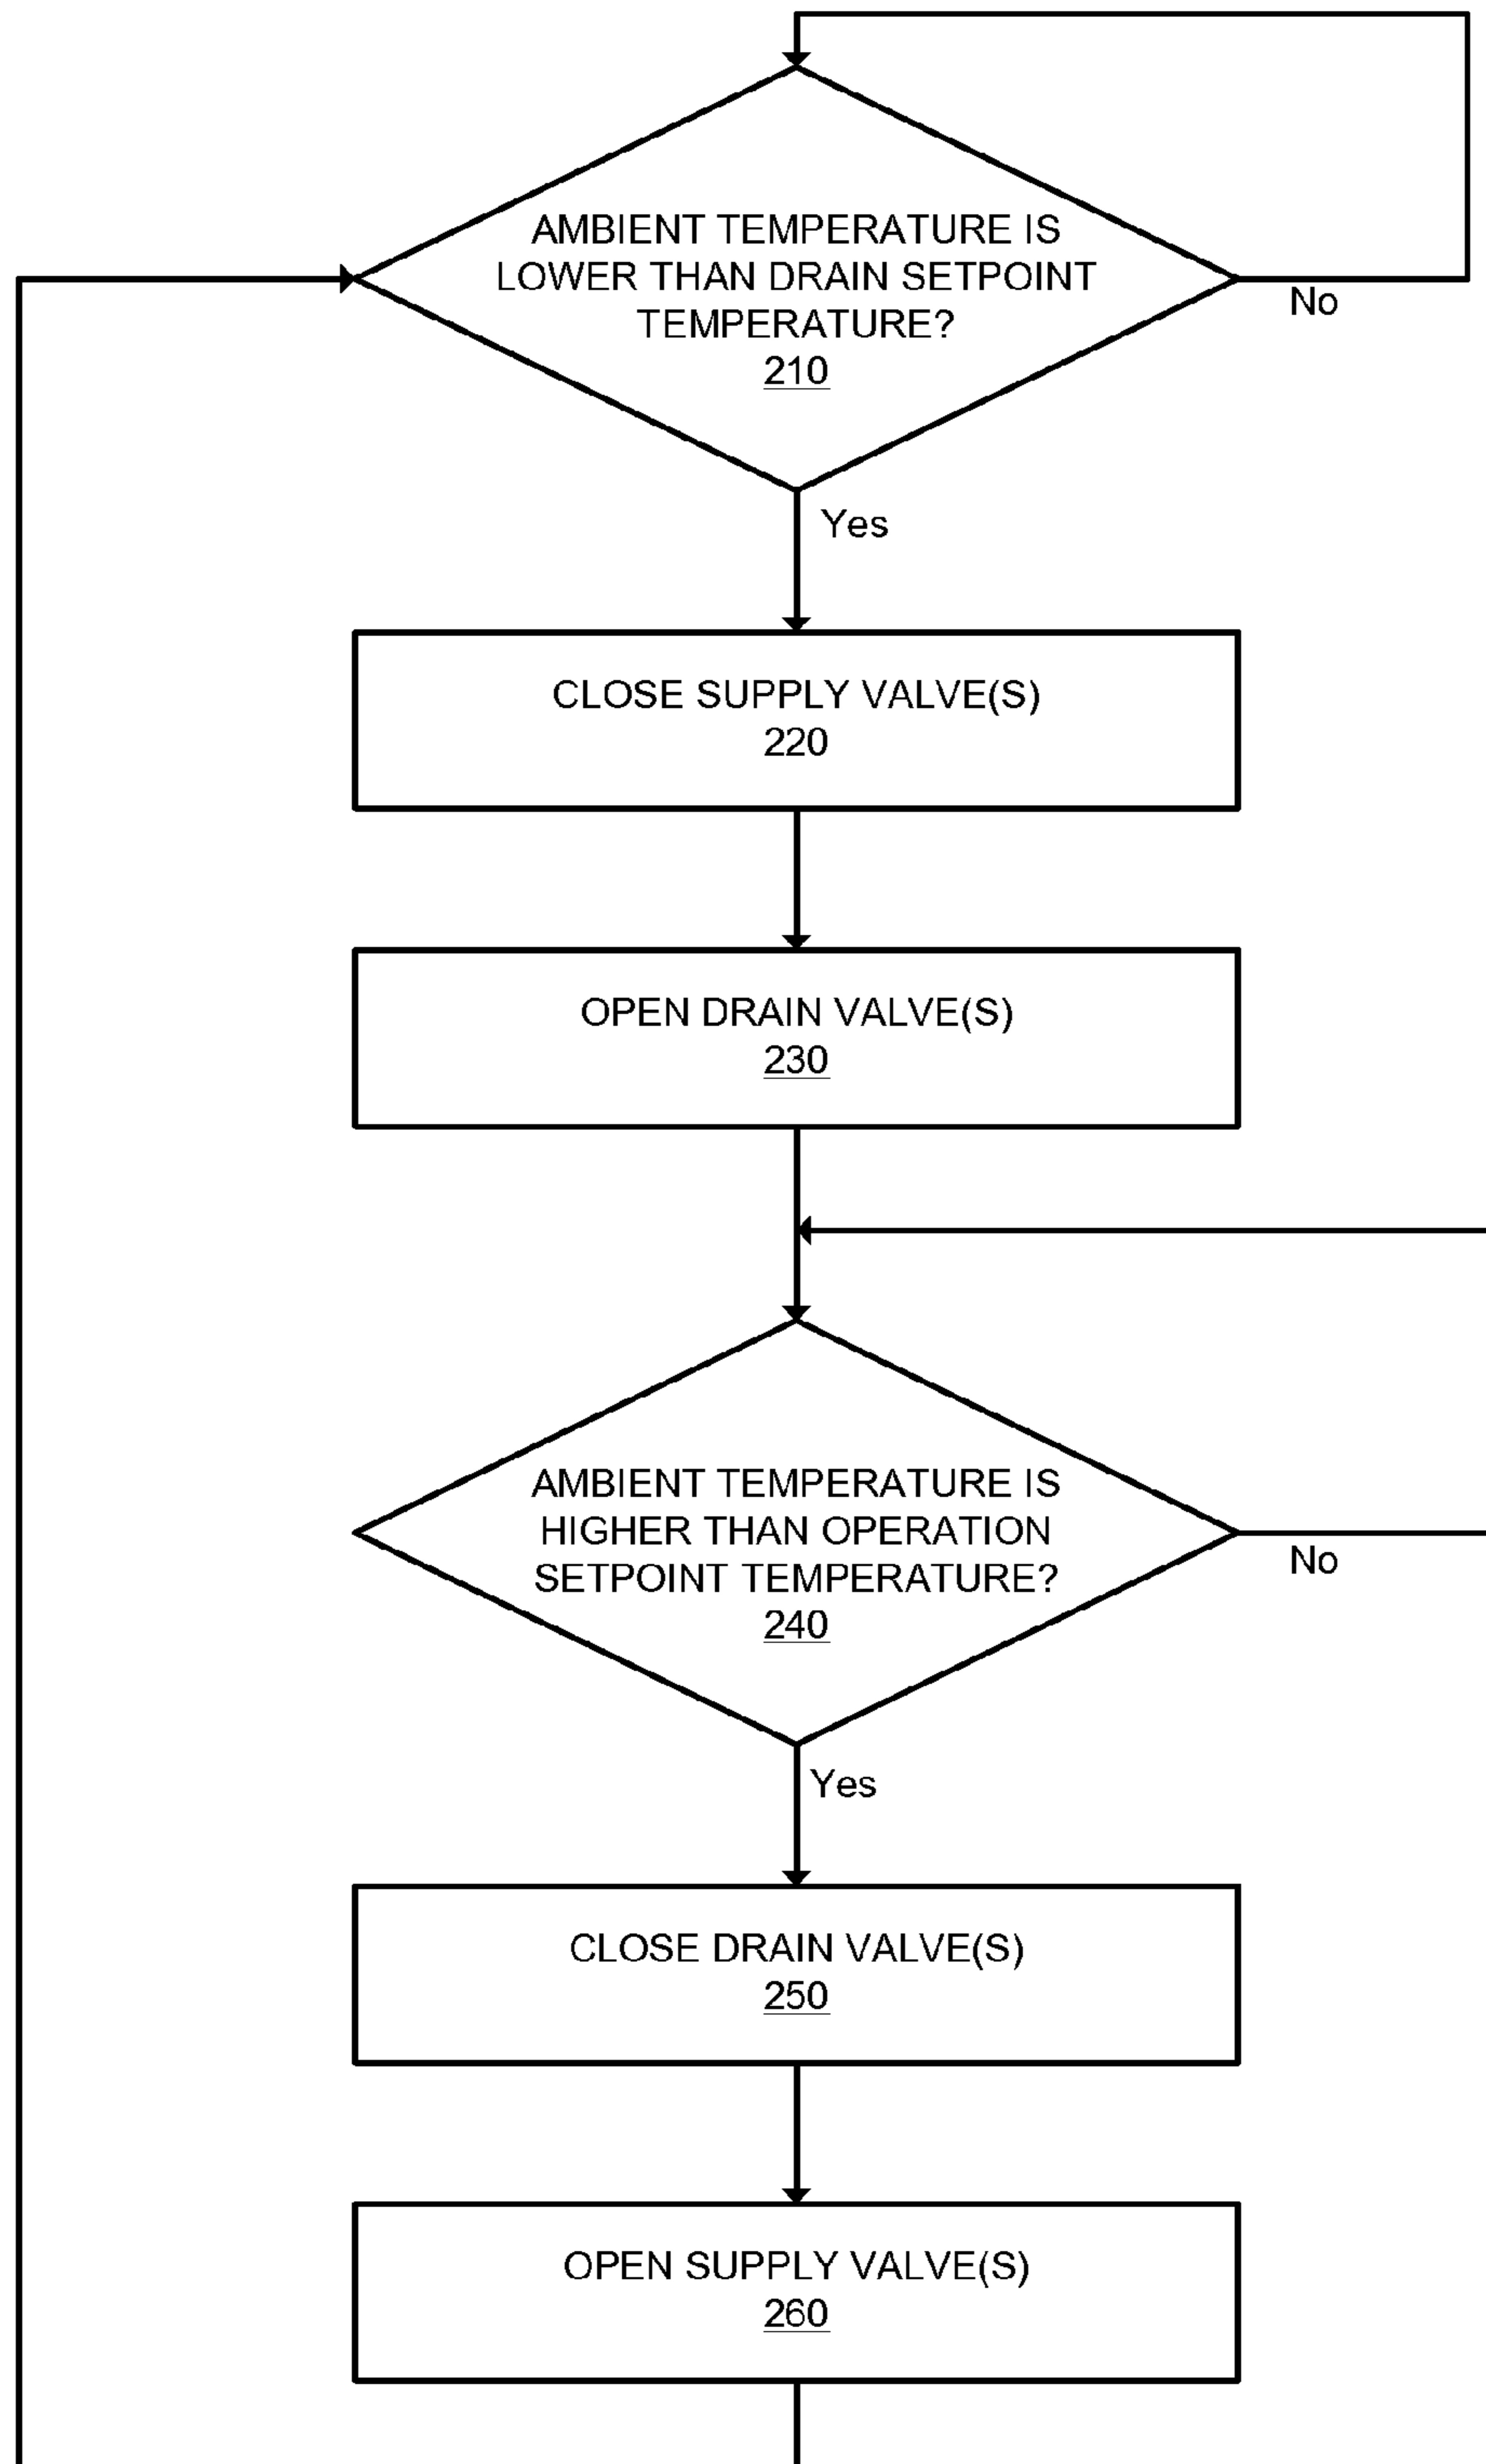 AMBIENT TEMPERATURE IS
LOWER THAN DRAIN SETPOINT
TEMPERATURE?
210
No
Yes
CLOSE SUPPLY VALVE(S)
220
OPEN DRAIN VALVE(S)
230
AMBIENT TEMPERATURE IS
HIGHER THAN OPERATION
SETPOINT TEMPERATURE?
240
No
Yes
CLOSE DRAIN VALVE(S)
250
OPEN SUPPLY VALVE(S)
260